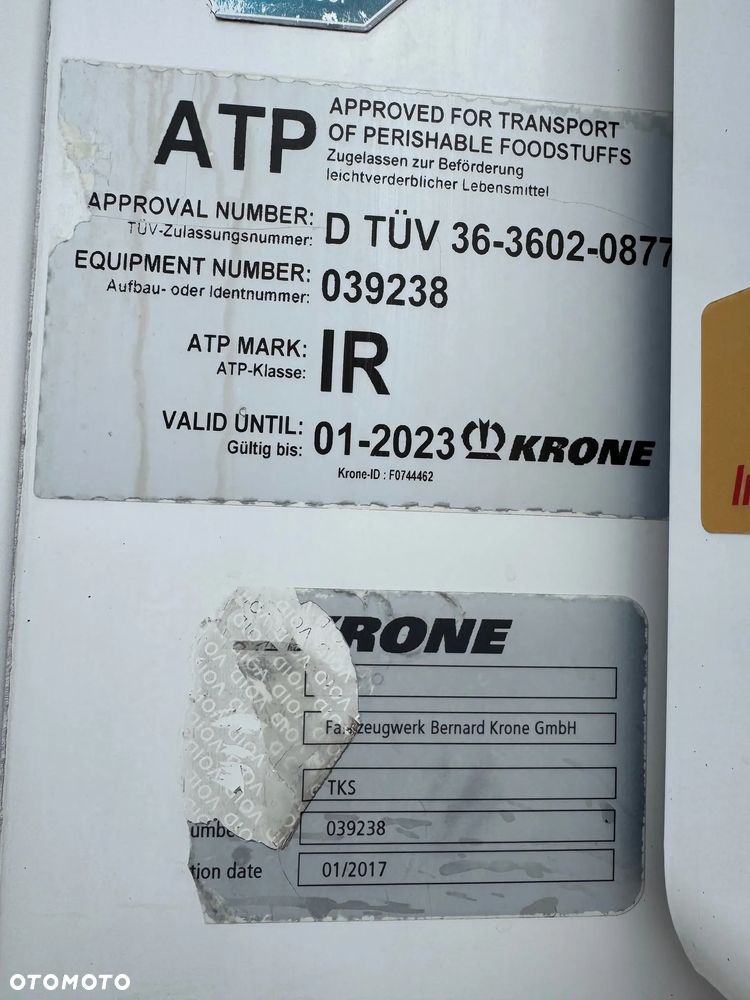 ATP
APPROVED FOR TRANSPORT
OF PERISHABLE FOODSTUFFS
Zugelassen zur Beförderung
leichtverderblicher Lebensmittel
APPROVAL NUMBER: D TÜV 36-3602-0877
TÜV-Zulassungsnummer:
EQUIPMENT NUMBER: 039238
Aufbau- oder Identnummer:
ATP MARK: IR
ATP-Klasse:
VALID UNTIL: 01-2023 KRONE
Gültig bis:
Krone-ID : F0744462
KRONE
Fahrzeugwerk Bernard Krone GmbH
TKS
039238
tion date 01/2017
OTOMOTO